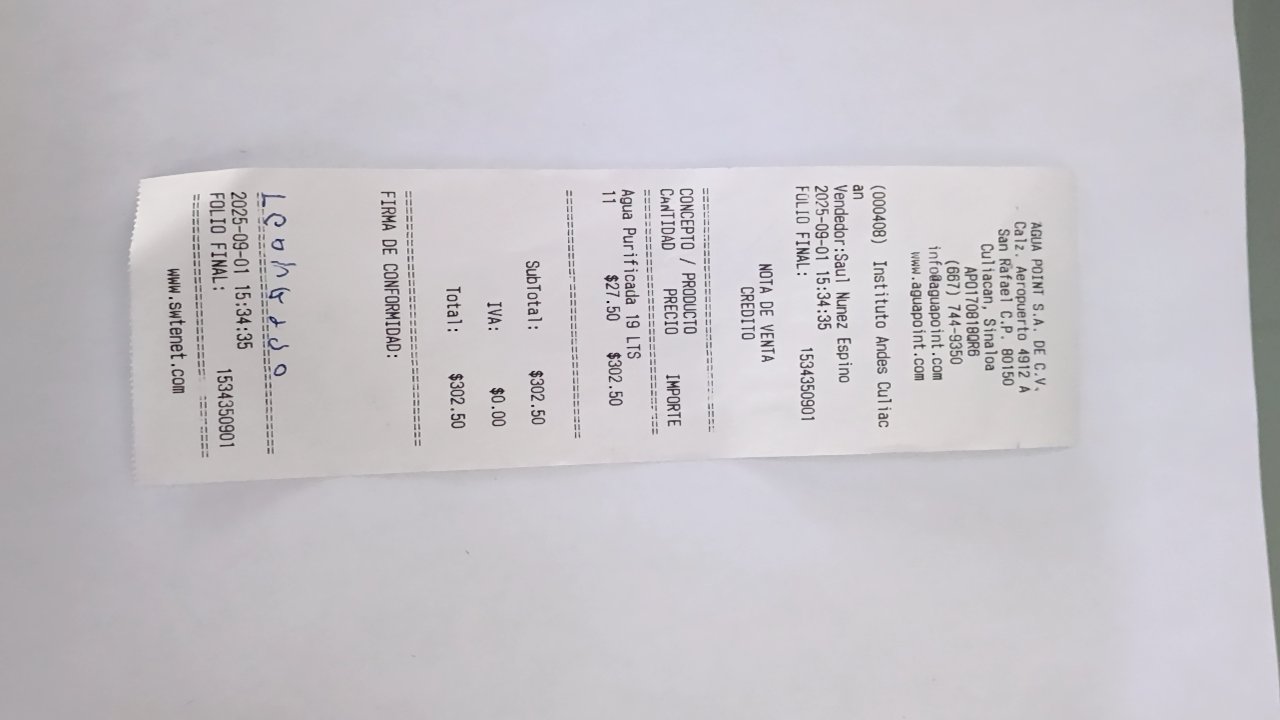 AGUA POINT S.A. DE C.V.
Calz. Aeropuerto 4912 A
San Rafael C.P. 80150
Culiacan, Sinaloa
APO170818QR6
(667) 744-9350
info@aguapoint.com
www.aguapoint.com
(000408) Instituto Andes Culiac
an
Vendedor:Saul Nunez Espino
2025-09-01 15:34:35 1534350901
FOLIO FINAL:
NOTA DE VENTA
CREDITO
================================
CONCEPTO / PRODUCTO
CANTIDAD PRECIO IMPORTE
================================
Agua Purificada 19 LTS
11 $27.50 $302.50
================================
SubTotal: $302.50
IVA: $0.00
Total: $302.50
================================
FIRMA DE CONFORMIDAD:
Leonardo
================================
2025-09-01 15:34:35
FOLIO FINAL: 1534350901
================================
www.swtenet.com